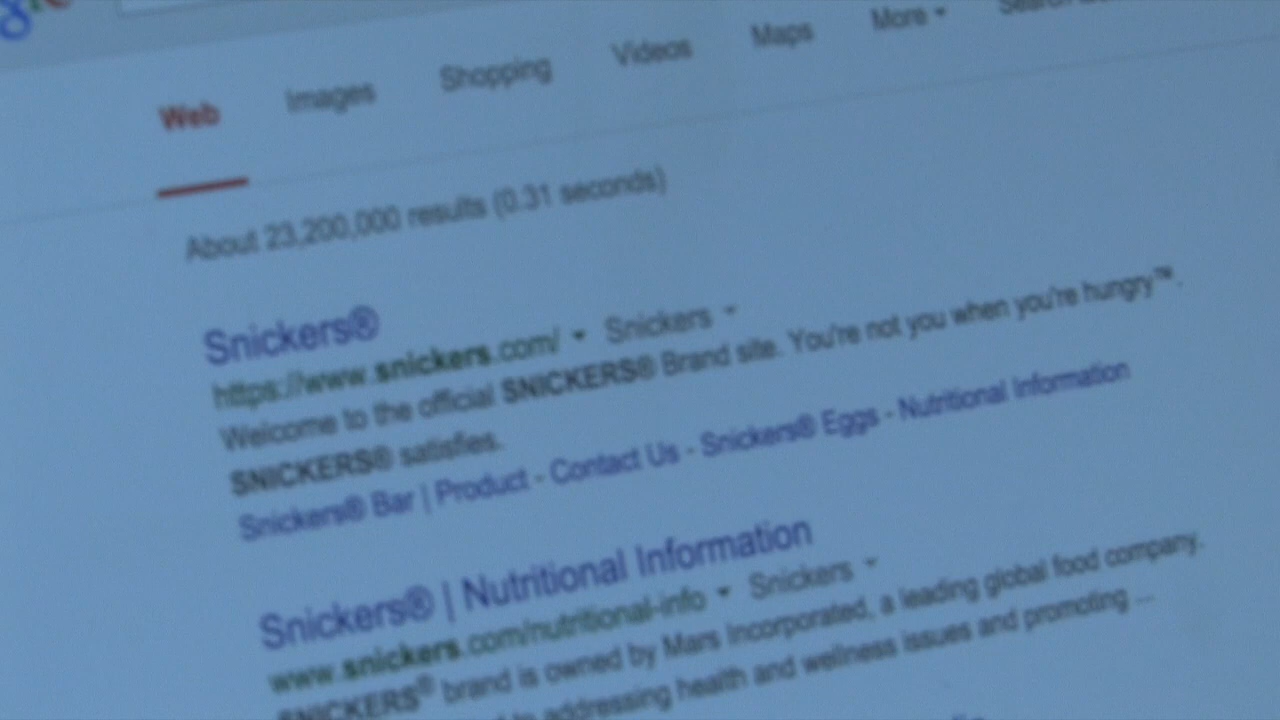 Web Images Shopping Videos Maps More
About 23,200,000 results (0.31 seconds)
Snickers®
https://www.snickers.com/ Snickers
Welcome to the official SNICKERS® Brand site. You're not you when you're hungry™.
SNICKERS® satisfies.
Snickers® Bar | Product - Contact Us - Snickers® Eggs - Nutritional Information
Snickers® | Nutritional Information
www.snickers.com/nutritional-info Snickers
SNICKERS® brand is owned by Mars Incorporated, a leading global food company.
to addressing health and wellness issues and promoting ...